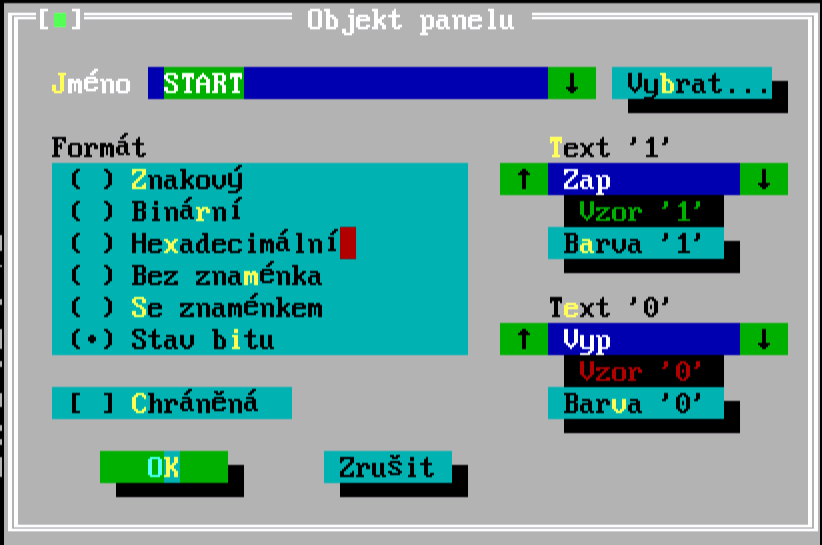 [■] Objekt panelu
Jméno START ↓ Vybrat...
Formát
( ) Znakový
( ) Binární
( ) Hexadecimální
( ) Bez znaménka
( ) Se znaménkem
(•) Stav bitu
[ ] Chráněná
OK Zrušit
Text '1'
↑ Zap ↓
Vzor '1'
Barva '1'
Text '0'
↑ Vyp ↓
Vzor '0'
Barva '0'